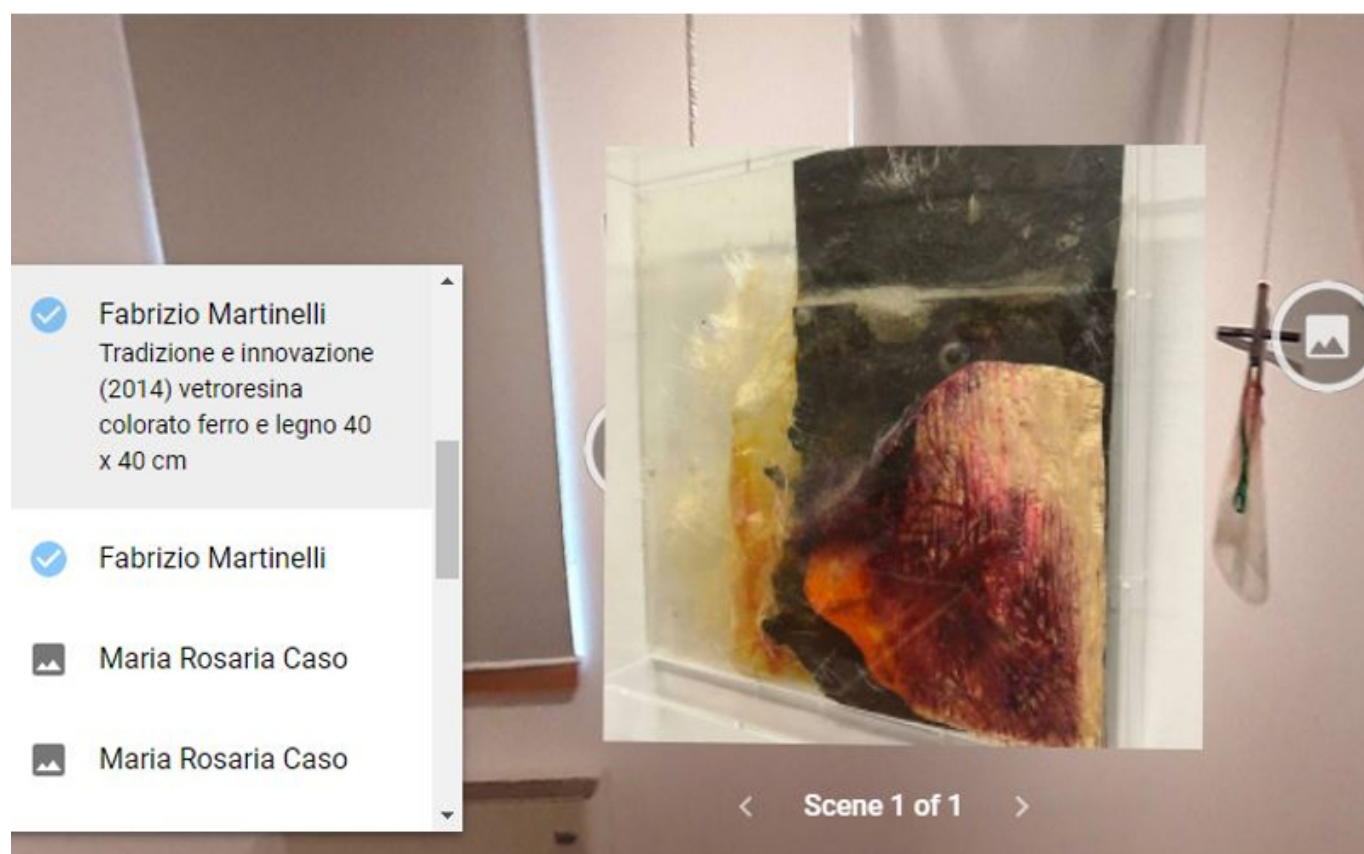 Fabrizio Martinelli
Tradizione e innovazione
(2014) vetroresina
colorato ferro e legno 40
x 40 cm
Fabrizio Martinelli
Maria Rosaria Caso
Maria Rosaria Caso
Scene 1 of 1